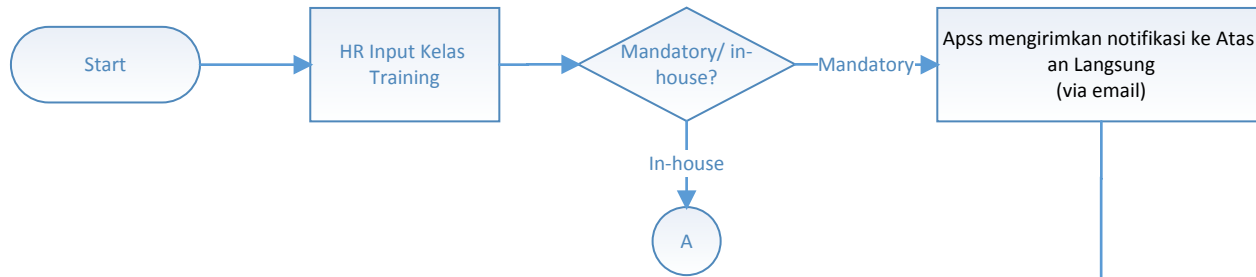 Start
HR Input Kelas
Training
Mandatory/ in-
house?
Mandatory
Apss mengirimkan notifikasi ke Atas
an Langsung
(via email)
In-house
A